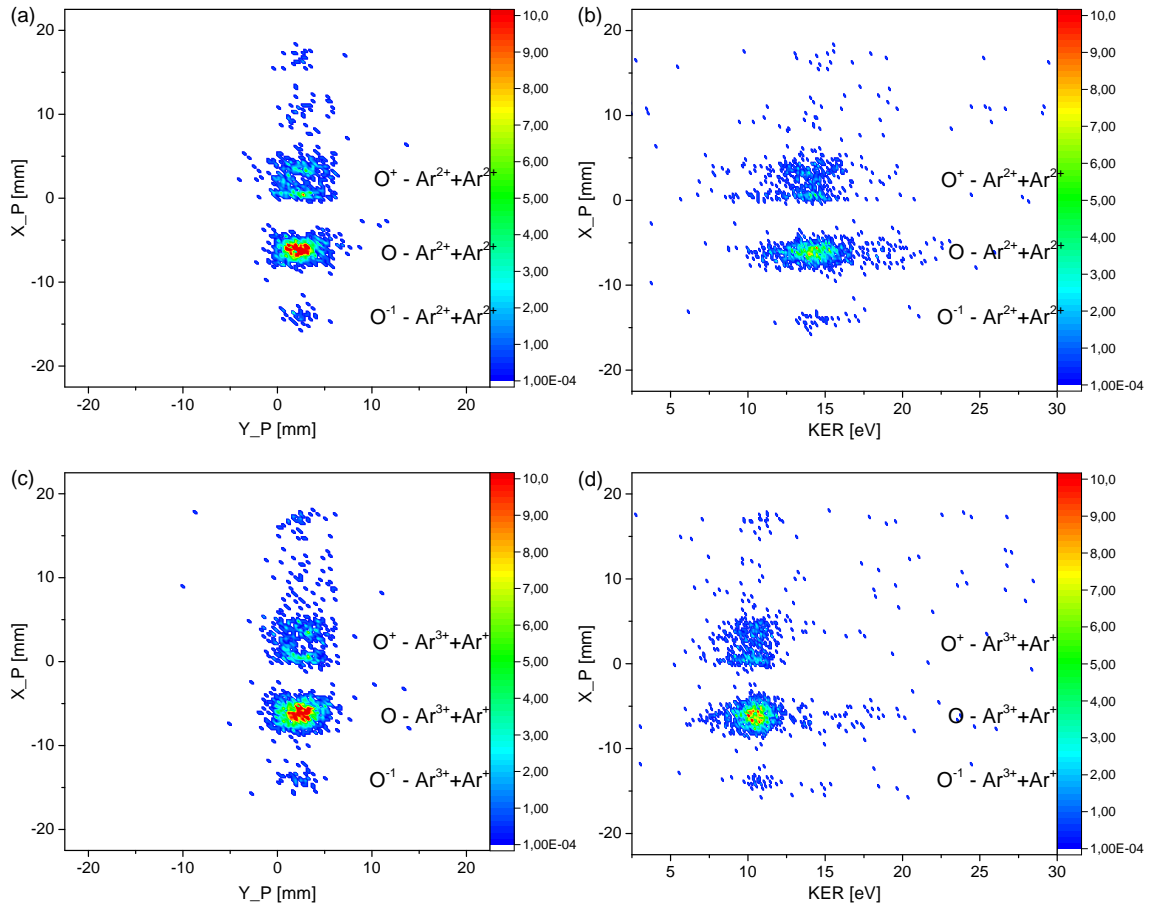 (a)
20
10
0
-10
-20
X_P [mm]
-20
-10
0
10
20
Y_P [mm]
O⁺ - Ar²⁺+Ar²⁺
O - Ar²⁺+Ar²⁺
O⁻¹ - Ar²⁺+Ar²⁺
10,0
9,00
8,00
7,00
6,00
5,00
4,00
3,00
2,00
1,00
1,00E-04
(b)
20
10
0
-10
-20
X_P [mm]
5
10
15
20
25
30
KER [eV]
O⁺ - Ar²⁺+Ar²⁺
O - Ar²⁺+Ar²⁺
O⁻¹ - Ar²⁺+Ar²⁺
10,0
9,00
8,00
7,00
6,00
5,00
4,00
3,00
2,00
1,00
1,00E-04
(c)
20
10
0
-10
-20
X_P [mm]
-20
-10
0
10
20
Y_P [mm]
O⁺ - Ar³⁺+Ar⁺
O - Ar³⁺+Ar⁺
O⁻¹ - Ar³⁺+Ar⁺
10,0
9,00
8,00
7,00
6,00
5,00
4,00
3,00
2,00
1,00
1,00E-04
(d)
20
10
0
-10
-20
X_P [mm]
5
10
15
20
25
30
KER [eV]
O⁺ - Ar³⁺+Ar⁺
O - Ar³⁺+Ar⁺
O⁻¹ - Ar³⁺+Ar⁺
10,0
9,00
8,00
7,00
6,00
5,00
4,00
3,00
2,00
1,00
1,00E-04